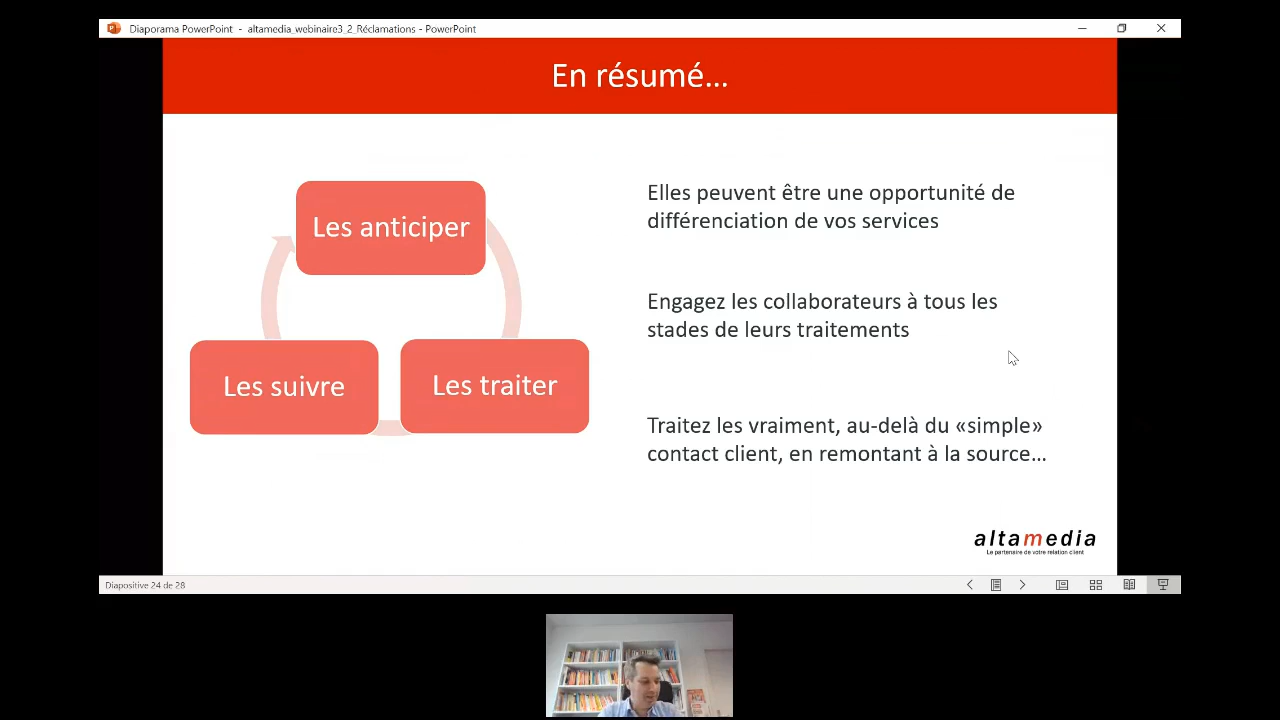 Diaporama PowerPoint - altamedia_webinaire3_2_Réclamations - PowerPoint
En résumé...
Les anticiper
Les suivre
Les traiter
Elles peuvent être une opportunité de
différenciation de vos services
Engagez les collaborateurs à tous les
stades de leurs traitements
Traitez les vraiment, au-delà du «simple»
contact client, en remontant à la source...
altamedia
Le partenaire de votre relation client
Diapositive 24 de 28